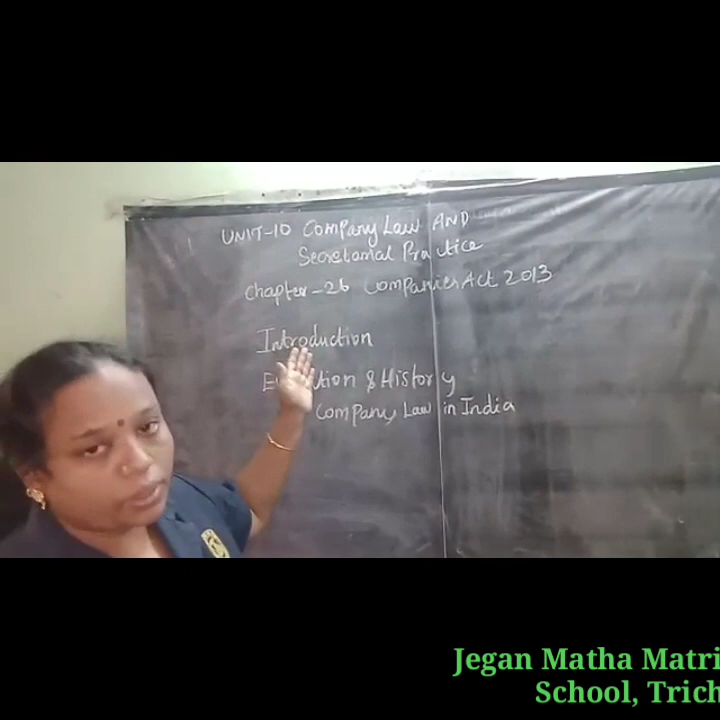 UNIT-10 Company Law AND
Secretarial Practice
Chapter-26 Companies Act 2013
Introduction
& History
Company Law in India
Jegan Matha Matri
School, Trich